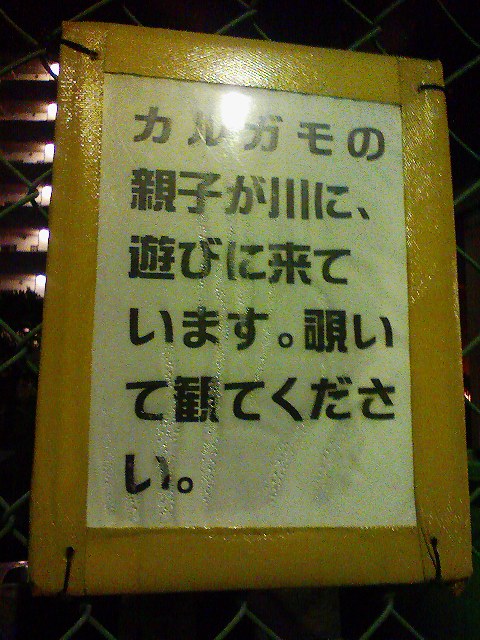 カルガモの
親子が川に、
遊びに来て
います。覗い
て観てくださ
い。